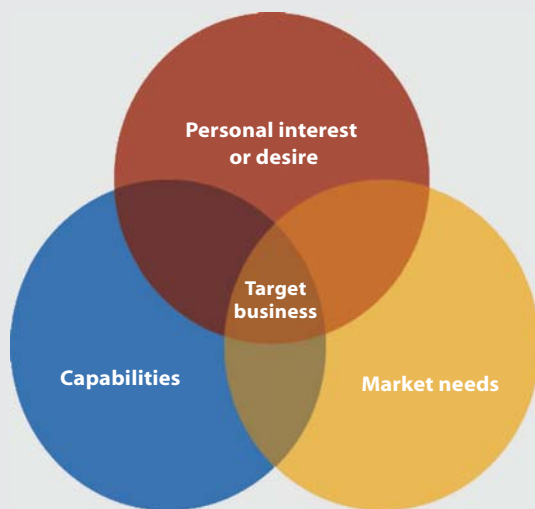 Personal interest
or desire
Target
business
Capabilities
Market needs